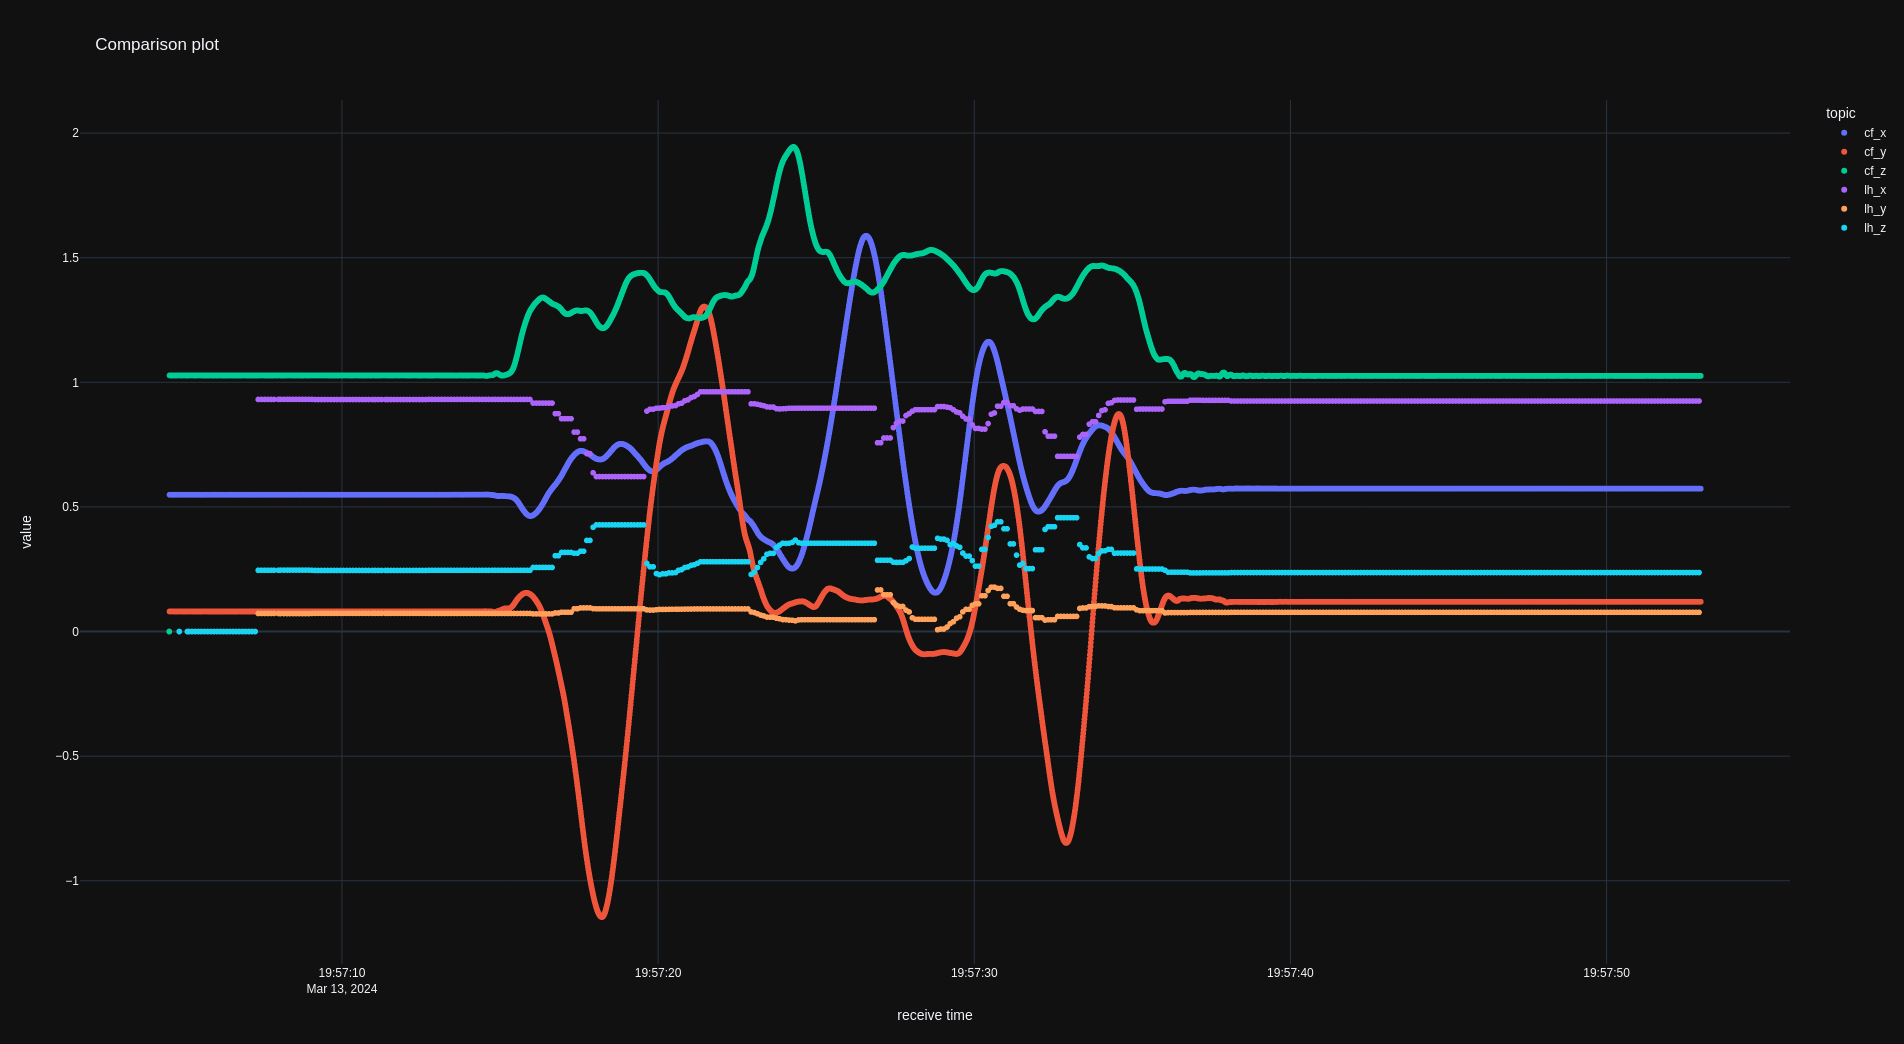 Comparison plot
topic
cf_x
cf_y
cf_z
lh_x
lh_y
lh_z
2
1.5
1
0.5
0
−0.5
−1
value
19:57:10
Mar 13, 2024
19:57:20
19:57:30
19:57:40
19:57:50
receive time